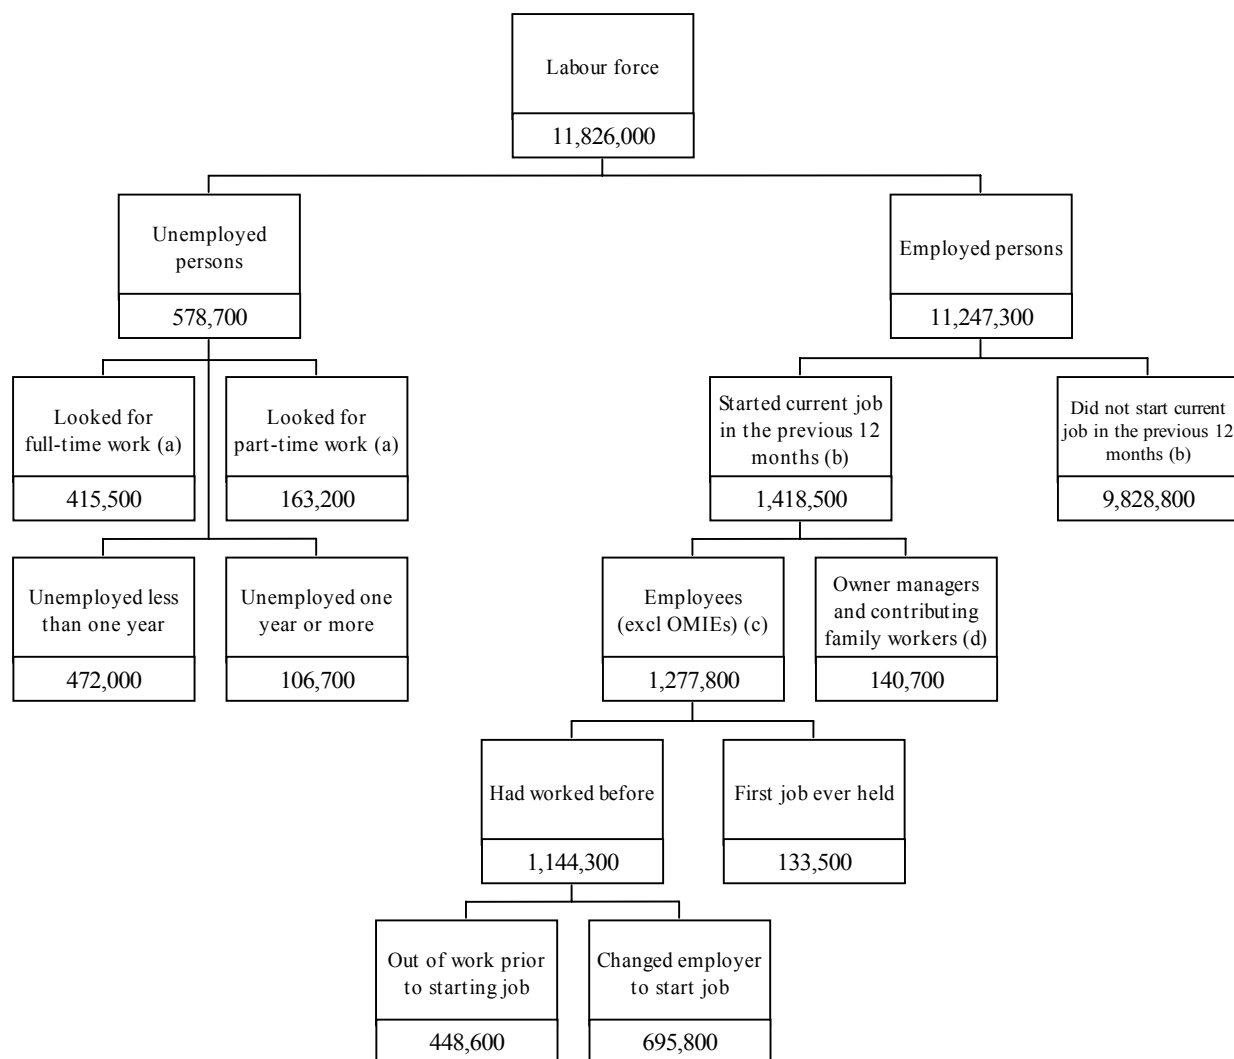 Labour force
11,826,000
Unemployed
persons
578,700
Employed persons
11,247,300
Looked for
full-time work (a)
415,500
Looked for
part-time work (a)
163,200
Started current job
in the previous 12
months (b)
1,418,500
Did not start current
job in the previous 12
months (b)
9,828,800
Unemployed less
than one year
472,000
Unemployed one
year or more
106,700
Employees
(excl OMIEs) (c)
1,277,800
Owner managers
and contributing
family workers (d)
140,700
Had worked before
1,144,300
First job ever held
133,500
Out of work prior
to starting job
448,600
Changed employer
to start job
695,800